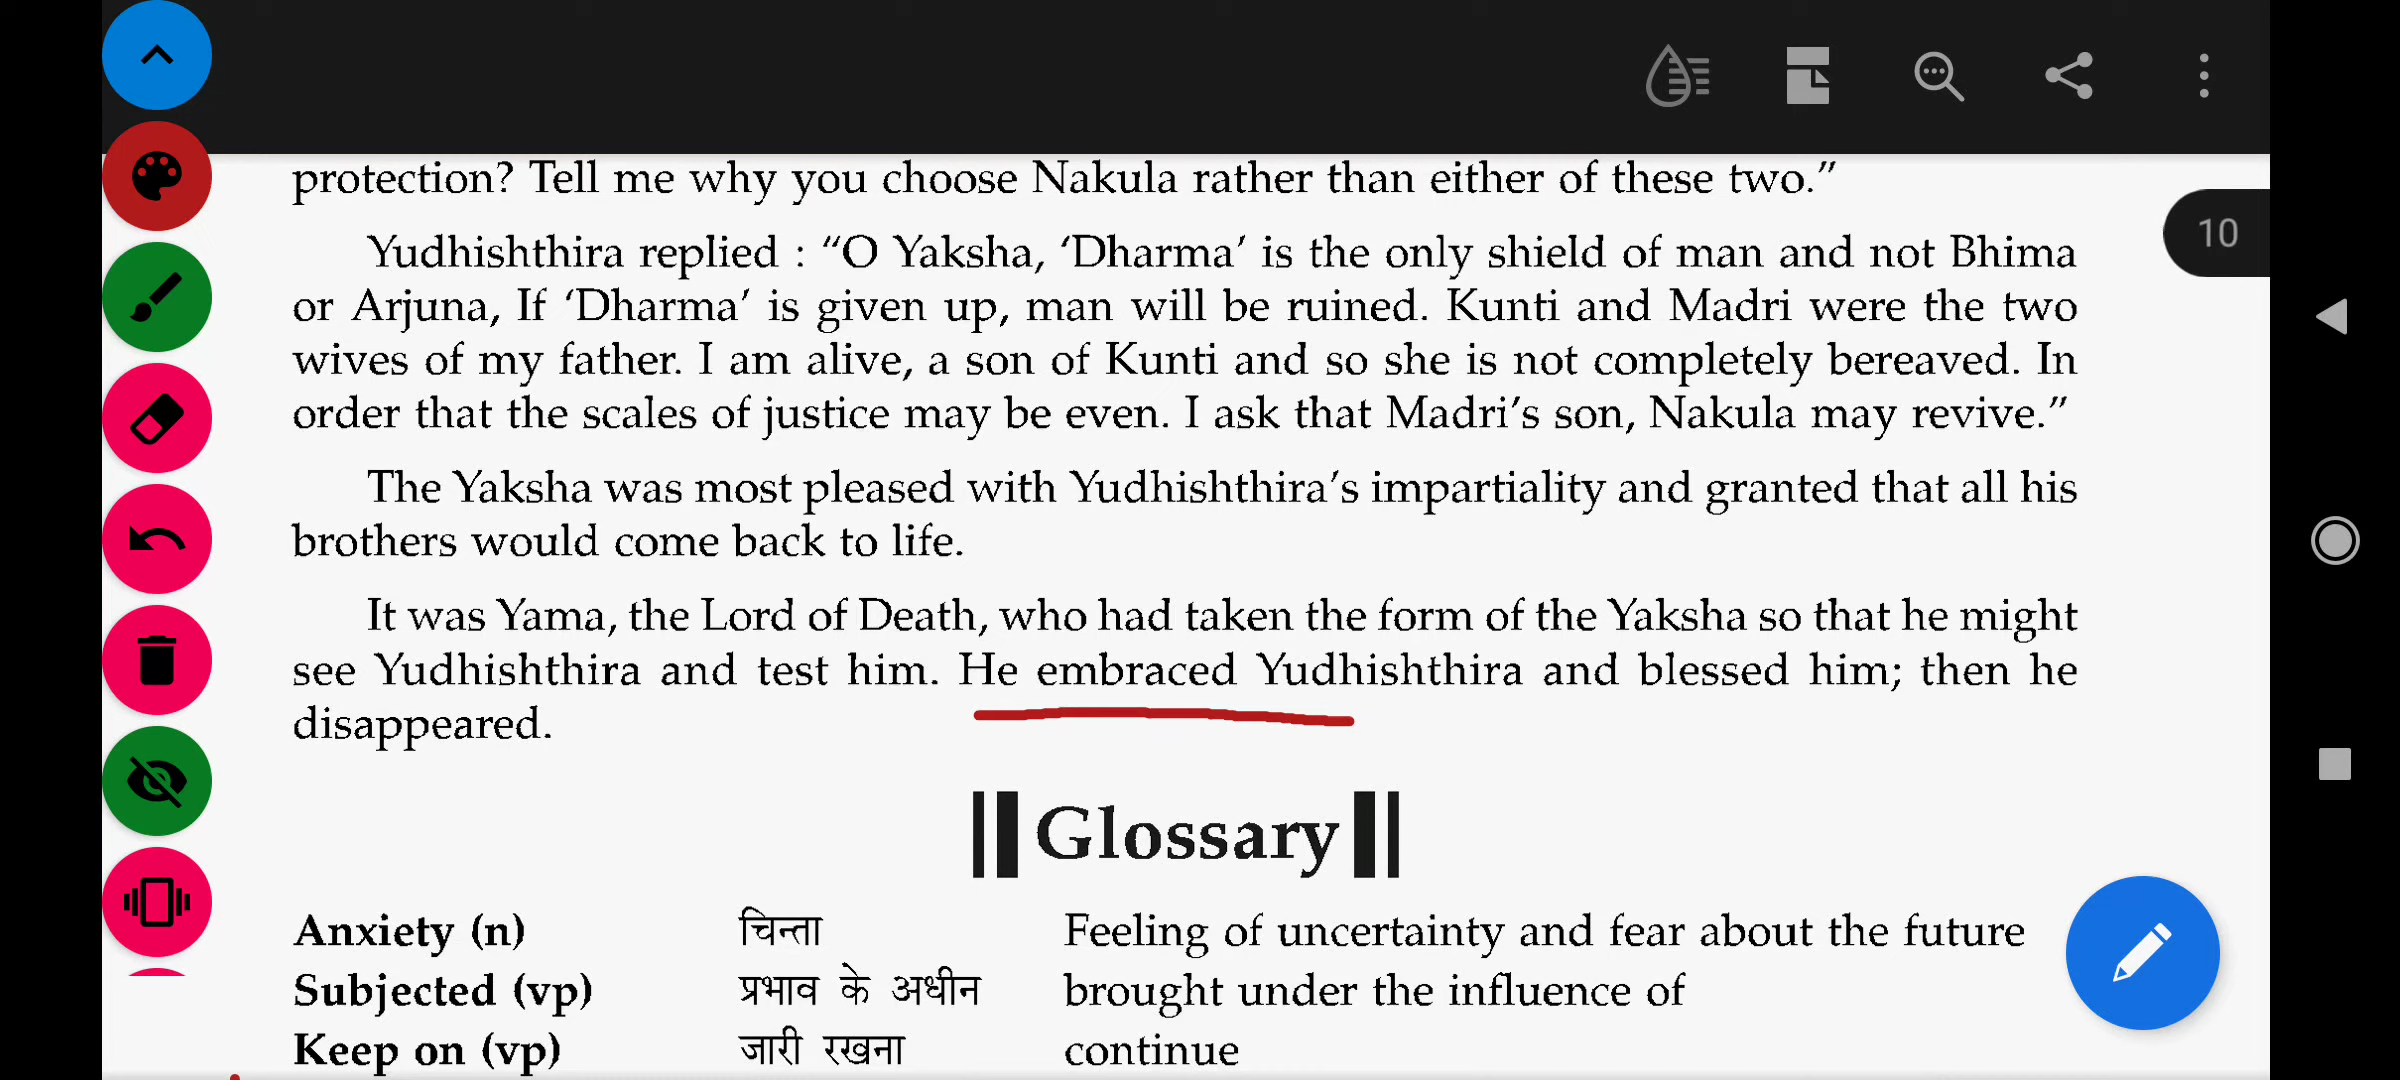 protection? Tell me why you choose Nakula rather than either of these two.”
10
Yudhishthira replied : “O Yaksha, ‘Dharma’ is the only shield of man and not Bhima
or Arjuna, If ‘Dharma’ is given up, man will be ruined. Kunti and Madri were the two
wives of my father. I am alive, a son of Kunti and so she is not completely bereaved. In
order that the scales of justice may be even. I ask that Madri’s son, Nakula may revive.”
The Yaksha was most pleased with Yudhishthira’s impartiality and granted that all his
brothers would come back to life.
It was Yama, the Lord of Death, who had taken the form of the Yaksha so that he might
see Yudhishthira and test him. He embraced Yudhishthira and blessed him; then he
disappeared.
Glossary
Anxiety (n) चिन्ता Feeling of uncertainty and fear about the future
Subjected (vp) प्रभाव के अधीन brought under the influence of
Keep on (vp) जारी रखना continue